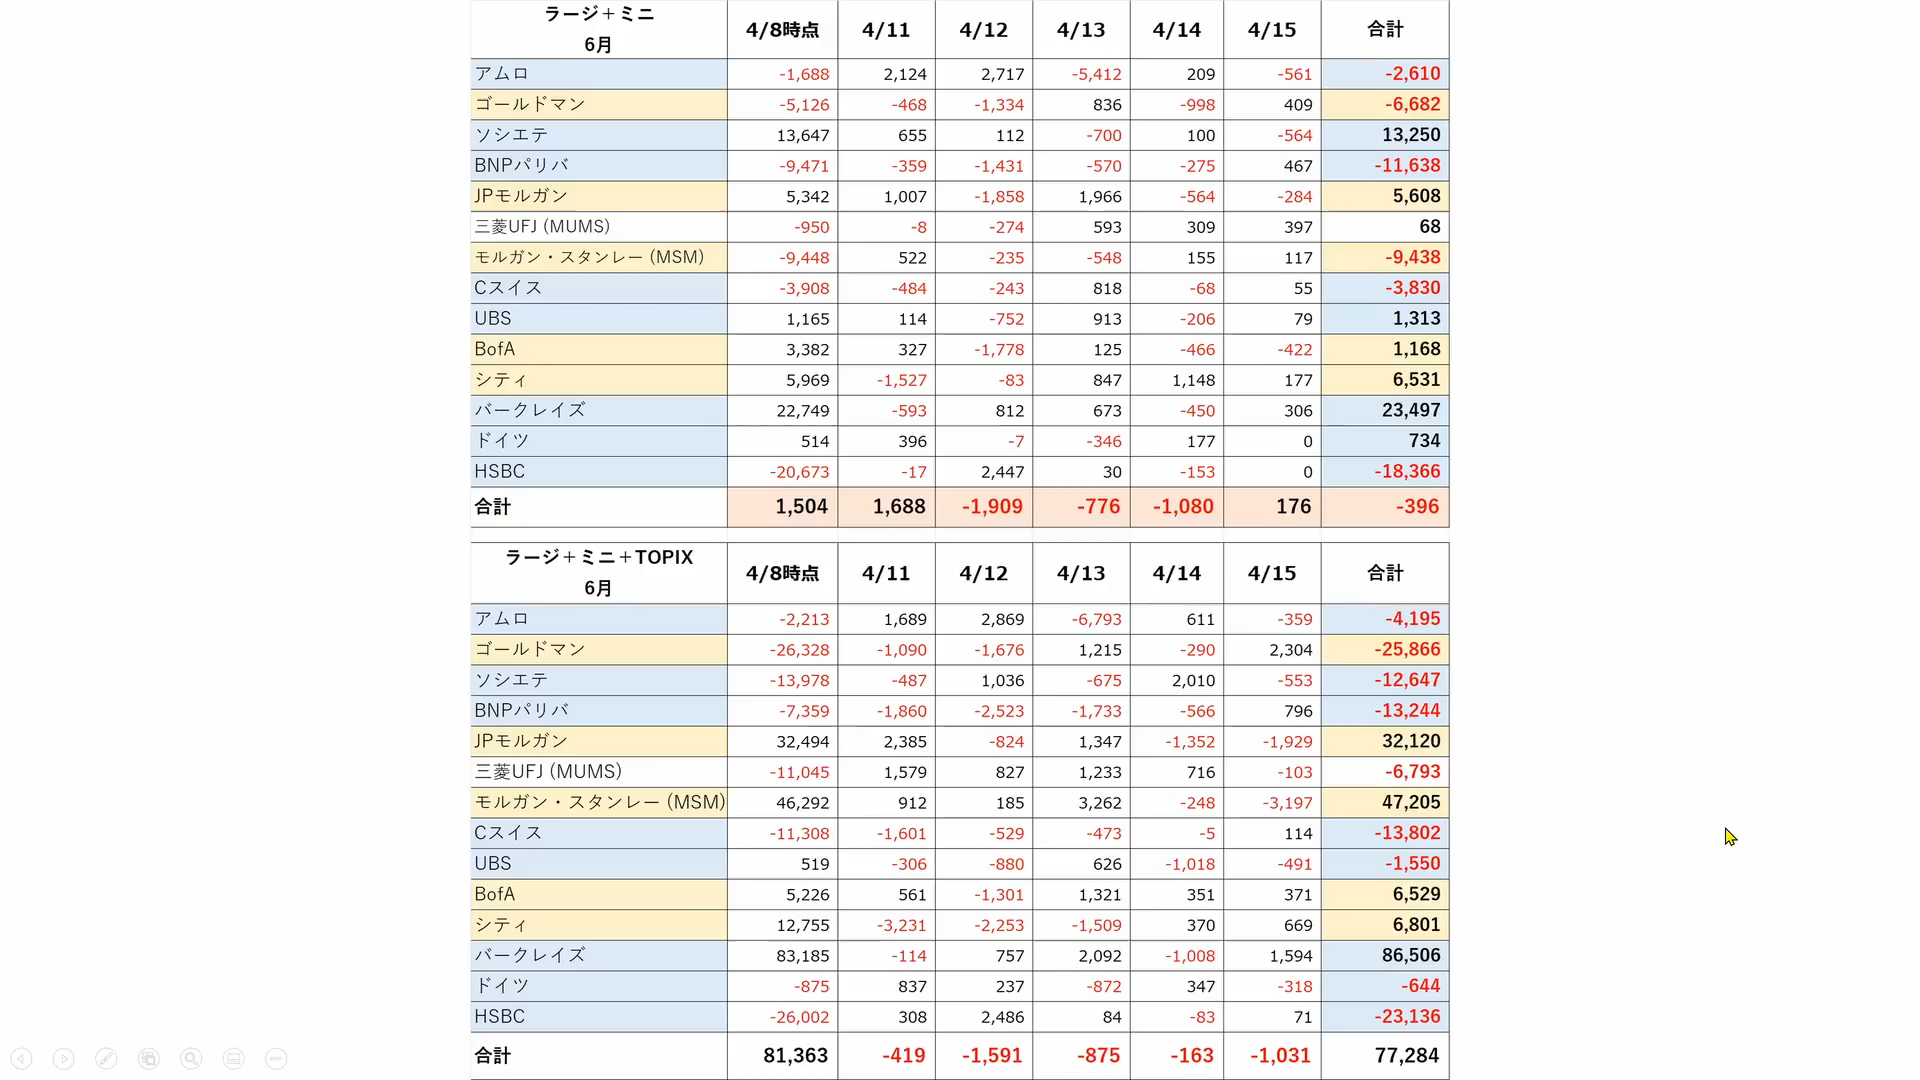 ラージ＋ミニ
6月
4/8時点 4/11 4/12 4/13 4/14 4/15 合計
アムロ -1,688 2,124 2,717 -5,412 209 -561 -2,610
ゴールドマン -5,126 -468 -1,334 836 -998 409 -6,682
ソシエテ 13,647 655 112 -700 100 -564 13,250
BNPパリバ -9,471 -359 -1,431 -570 -275 467 -11,638
JPモルガン 5,342 1,007 -1,858 1,966 -564 -284 5,608
三菱UFJ (MUMS) -950 -8 -274 593 309 397 68
モルガン・スタンレー (MSM) -9,448 522 -235 -548 155 117 -9,438
Cスイス -3,908 -484 -243 818 -68 55 -3,830
UBS 1,165 114 -752 913 -206 79 1,313
BofA 3,382 327 -1,778 125 -466 -422 1,168
シティ 5,969 -1,527 -83 847 1,148 177 6,531
バークレイズ 22,749 -593 812 673 -450 306 23,497
ドイツ 514 396 -7 -346 177 0 734
HSBC -20,673 -17 2,447 30 -153 0 -18,366
合計 1,504 1,688 -1,909 -776 -1,080 176 -396
ラージ＋ミニ＋TOPIX
6月
4/8時点 4/11 4/12 4/13 4/14 4/15 合計
アムロ -2,213 1,689 2,869 -6,793 611 -359 -4,195
ゴールドマン -26,328 -1,090 -1,676 1,215 -290 2,304 -25,866
ソシエテ -13,978 -487 1,036 -675 2,010 -553 -12,647
BNPパリバ -7,359 -1,860 -2,523 -1,733 -566 796 -13,244
JPモルガン 32,494 2,385 -824 1,347 -1,352 -1,929 32,120
三菱UFJ (MUMS) -11,045 1,579 827 1,233 716 -103 -6,793
モルガン・スタンレー (MSM) 46,292 912 185 3,262 -248 -3,197 47,205
Cスイス -11,308 -1,601 -529 -473 -5 114 -13,802
UBS 519 -306 -880 626 -1,018 -491 -1,550
BofA 5,226 561 -1,301 1,321 351 371 6,529
シティ 12,755 -3,231 -2,253 -1,509 370 669 6,801
バークレイズ 83,185 -114 757 2,092 -1,008 1,594 86,506
ドイツ -875 837 237 -872 347 -318 -644
HSBC -26,002 308 2,486 84 -83 71 -23,136
合計 81,363 -419 -1,591 -875 -163 -1,031 77,284